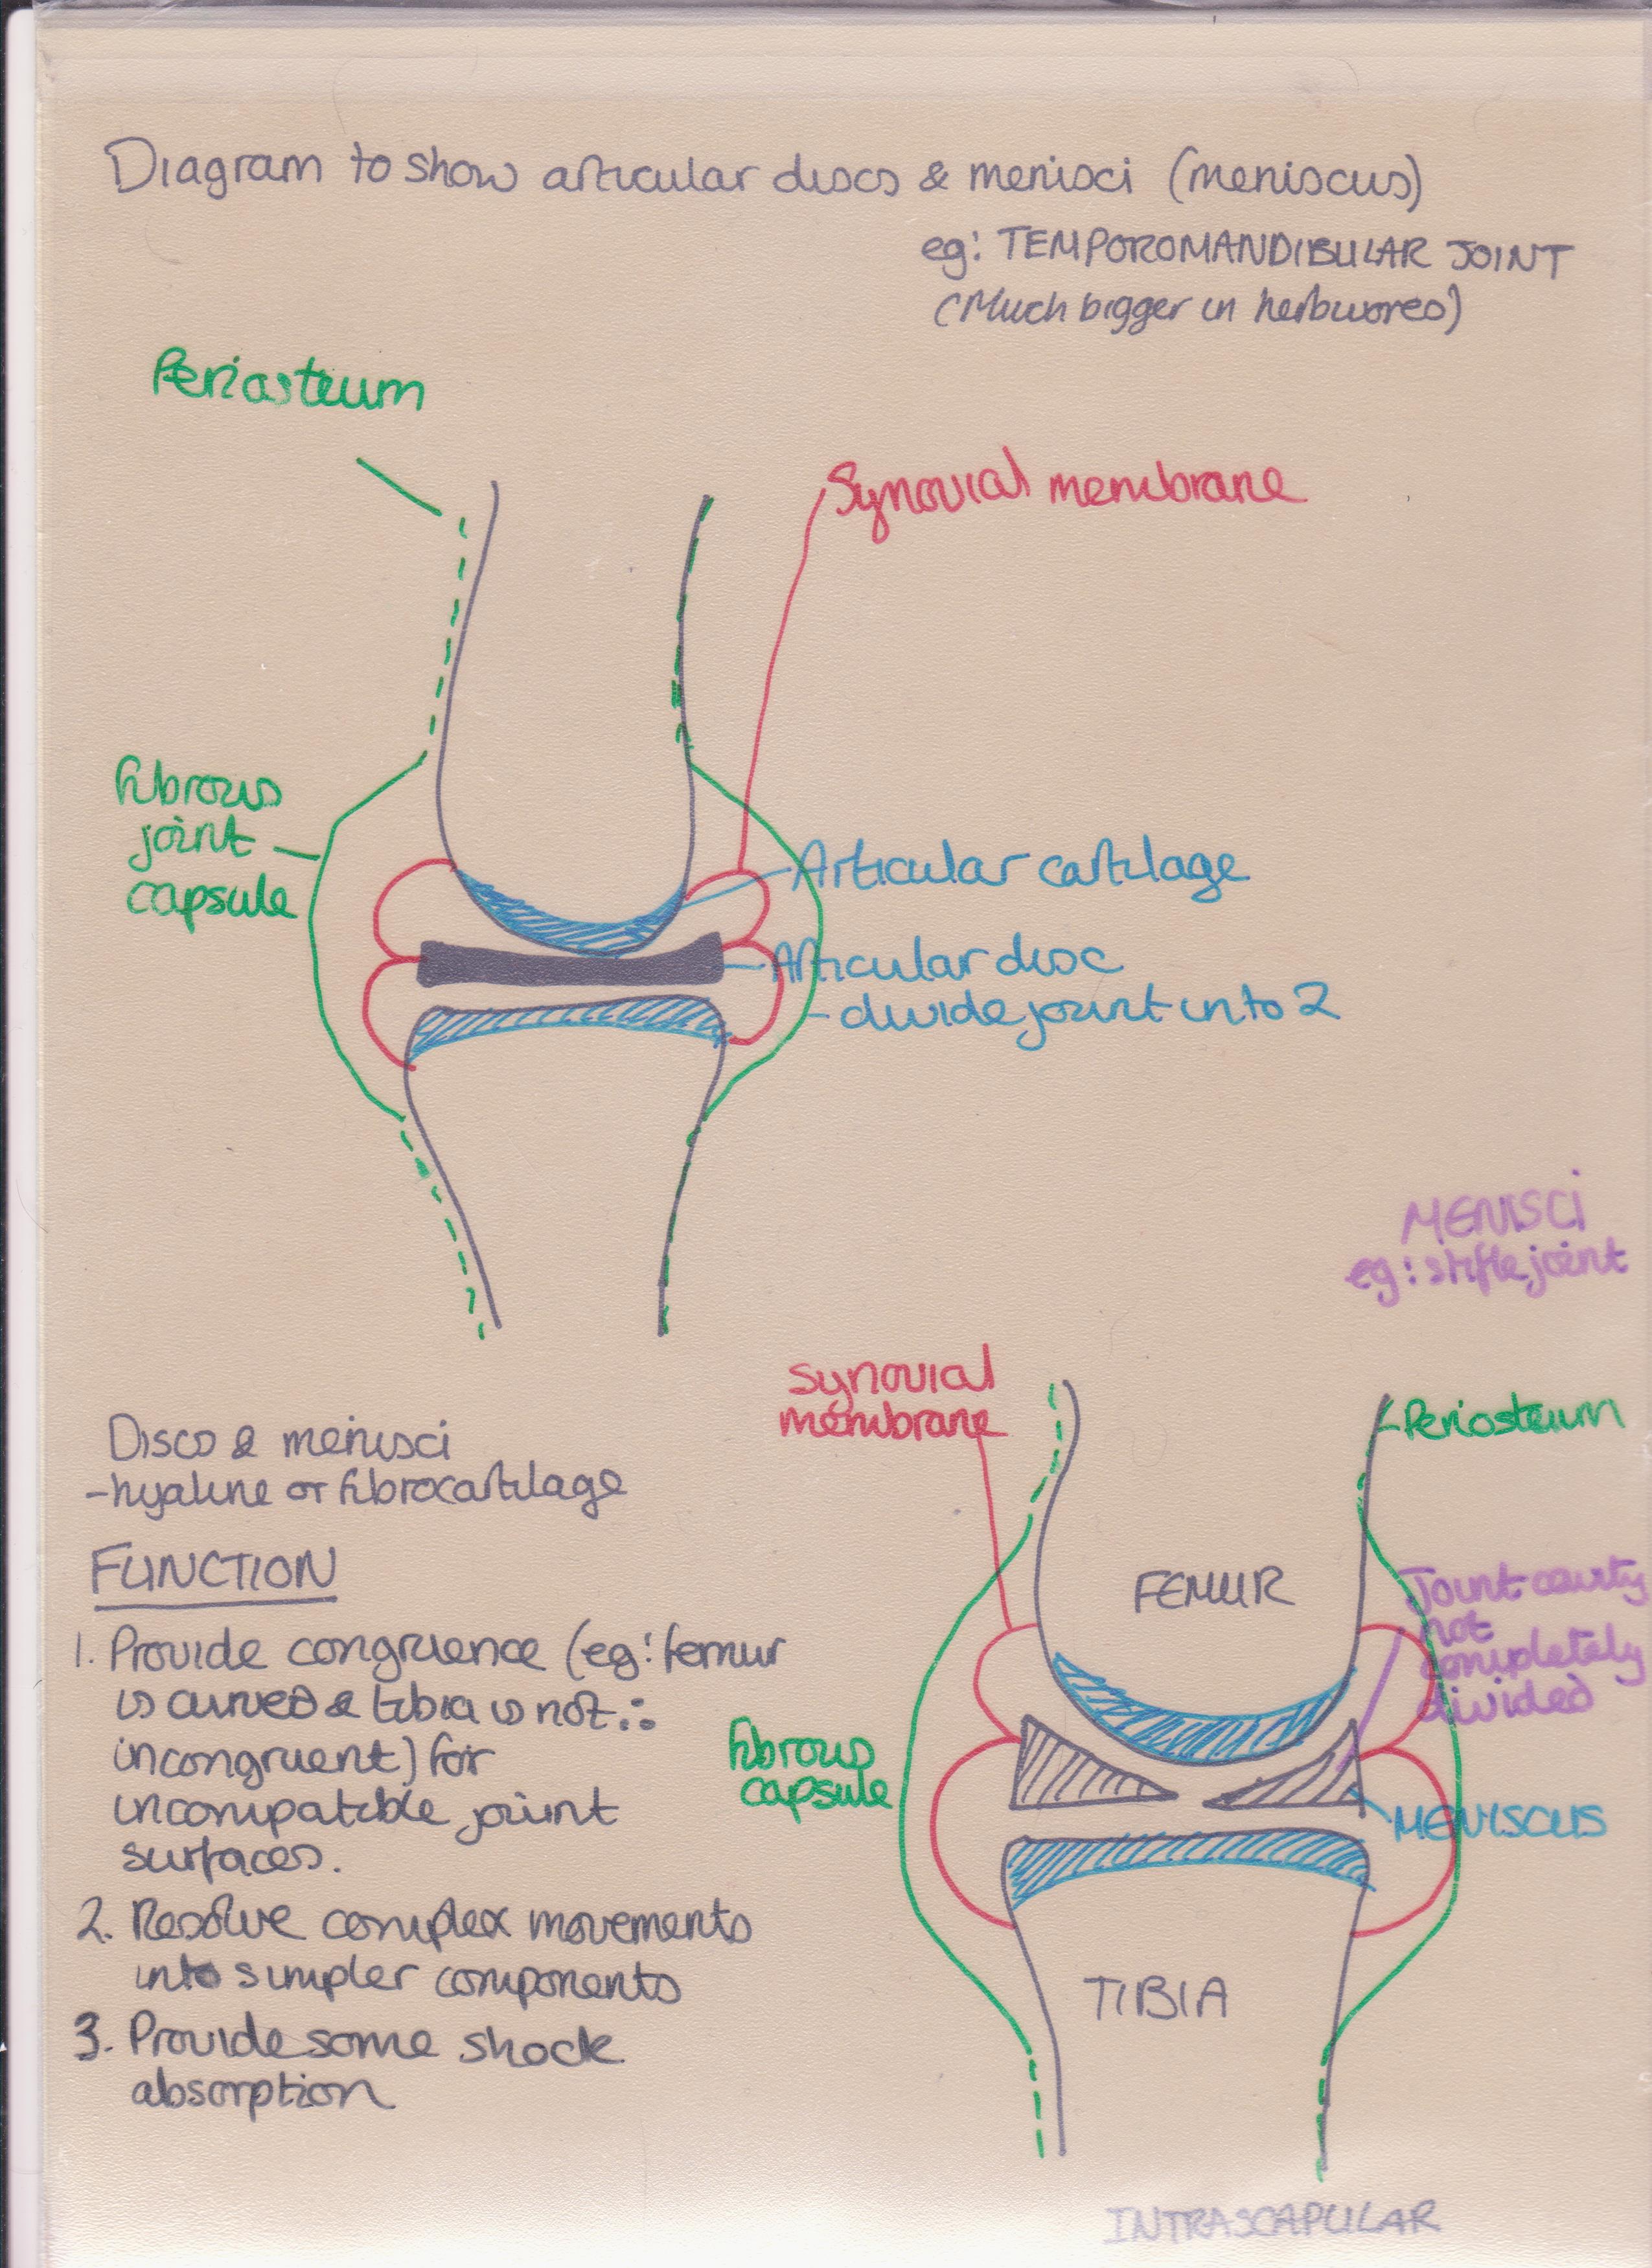 Diagram to show articular discs & menisci (meniscus)
eg: TEMPOROMANDIBULAR JOINT
(Much bigger in herbivores)
Periosteum
Synovial membrane
fibrous
joint
capsule
Articular cartilage
Articular disc
- divide joint into 2
MENISCI
eg: stifle joint
Synovial
membrane
Periosteum
Discs & menisci
- hyaline or fibrocartilage
FUNCTION
1. Provide congruence (eg: femur
is curved & tibia is not ∴
incongruent) for
incompatible joint
surfaces.
2. Resolve complex movements
into simpler components
3. Provide some shock
absorption
FEMUR
Joint cavity
not
completely
divided
fibrous
capsule
MENISCUS
TIBIA
INTRASCAPULAR